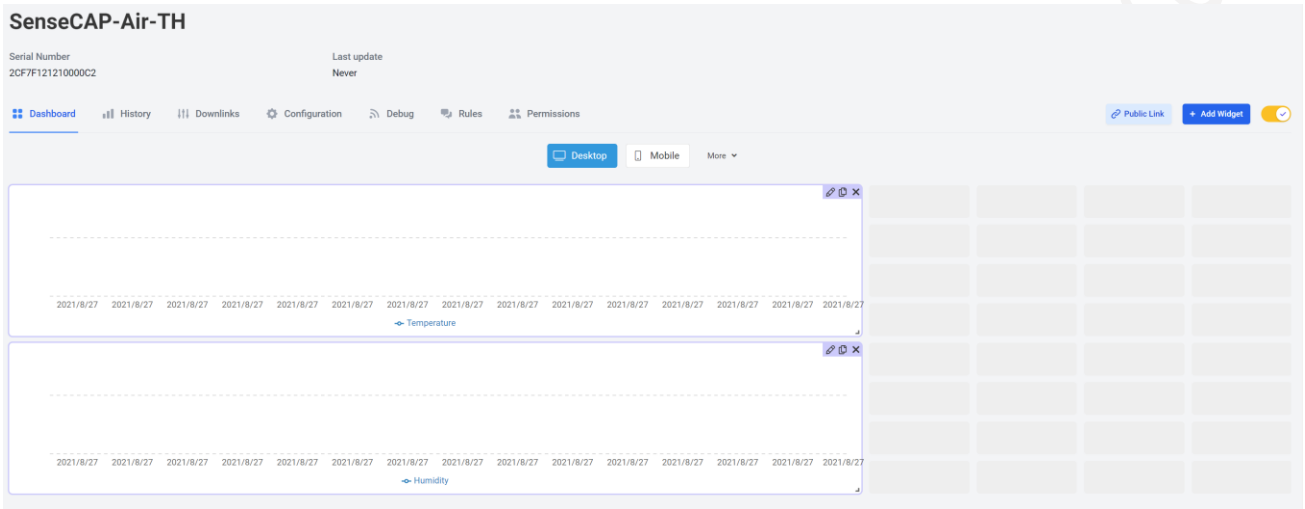 SenseCAP-Air-TH
Serial Number Last update
2CF7F121210000C2 Never
Dashboard History Downlinks Configuration Debug Rules Permissions Public Link + Add Widget
Desktop Mobile More
2021/8/27 2021/8/27 2021/8/27 2021/8/27 2021/8/27 2021/8/27 2021/8/27 2021/8/27 2021/8/27 2021/8/27 2021/8/27 2021/8/27 2021/8/27 2021/8/27 2021/8/27
Temperature
2021/8/27 2021/8/27 2021/8/27 2021/8/27 2021/8/27 2021/8/27 2021/8/27 2021/8/27 2021/8/27 2021/8/27 2021/8/27 2021/8/27 2021/8/27 2021/8/27 2021/8/27
Humidity